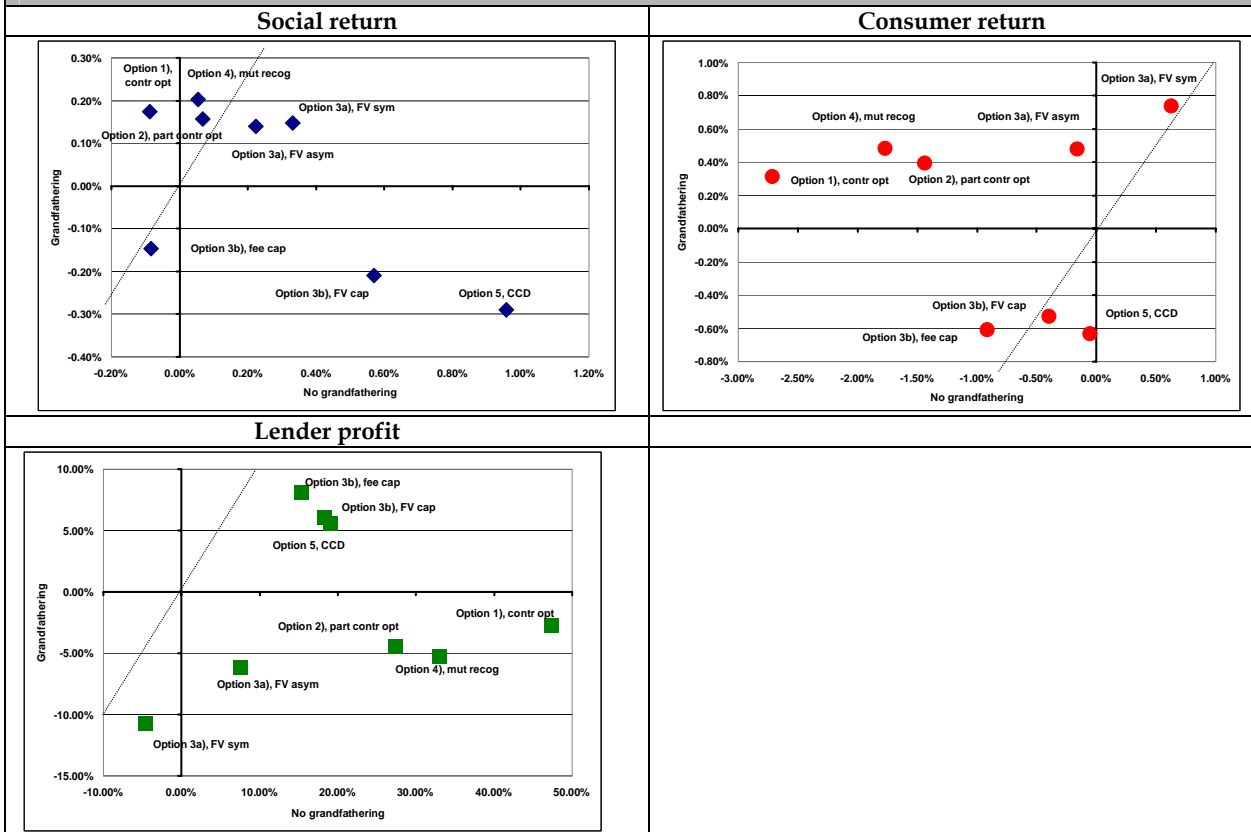 Social return
Consumer return
0.30%
0.20%
0.10%
0.00%
-0.10%
-0.20%
-0.30%
-0.40%
Grandfathering
Option 1),
contr opt
Option 4), mut recog
Option 3a), FV sym
Option 2), part contr opt
Option 3a), FV asym
Option 3b), fee cap
Option 3b), FV cap
Option 5, CCD
-0.20%
0.00%
0.20%
0.40%
0.60%
0.80%
1.00%
1.20%
No grandfathering
1.00%
0.80%
0.60%
0.40%
0.20%
0.00%
-0.20%
-0.40%
-0.60%
-0.80%
Grandfathering
Option 3a), FV sym
Option 4), mut recog
Option 3a), FV asym
Option 1), contr opt
Option 2), part contr opt
Option 3b), FV cap
Option 5, CCD
Option 3b), fee cap
-3.00%
-2.50%
-2.00%
-1.50%
-1.00%
-0.50%
0.00%
0.50%
1.00%
No grandfathering
Lender profit
10.00%
5.00%
0.00%
-5.00%
-10.00%
-15.00%
Grandfathering
Option 3b), fee cap
Option 3b), FV cap
Option 5, CCD
Option 1), contr opt
Option 2), part contr opt
Option 4), mut recog
Option 3a), FV asym
Option 3a), FV sym
-10.00%
0.00%
10.00%
20.00%
30.00%
40.00%
50.00%
No grandfathering